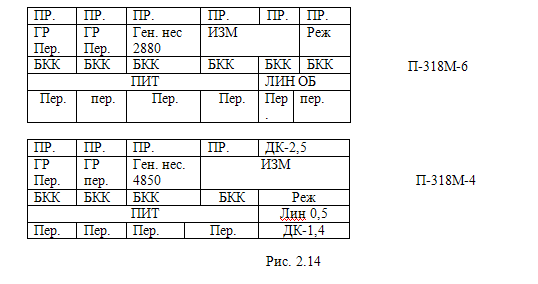 ПР. ПР. ПР. ПР. ПР. ПР.
ГР ГР Ген. нес ИЗМ Реж
Пер. Пер. 2880
БКК БКК БКК БКК БКК БКК
П-318М-6
ПИТ ЛИН ОБ
Пер. пер. Пер. Пер. Пер пер.
.
ПР. ПР. ПР. ПР. ДК-2,5
ГР ГР Ген. нес. ИЗМ
Пер. пер. 4850
П-318М-4
БКК БКК БКК БКК Реж
ПИТ Лин 0,5
Пер. Пер. Пер. Пер. ДК-1,4
Рис. 2.14